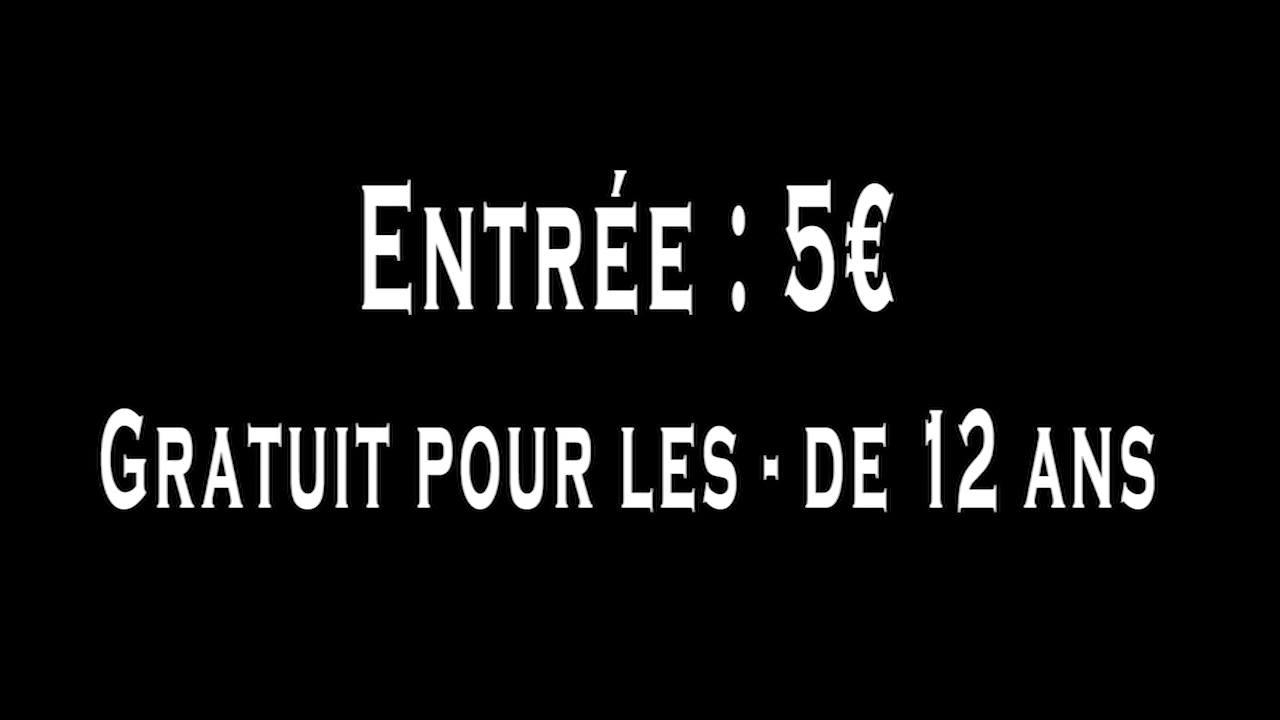 Entrée : 5€
Gratuit pour les - de 12 ans